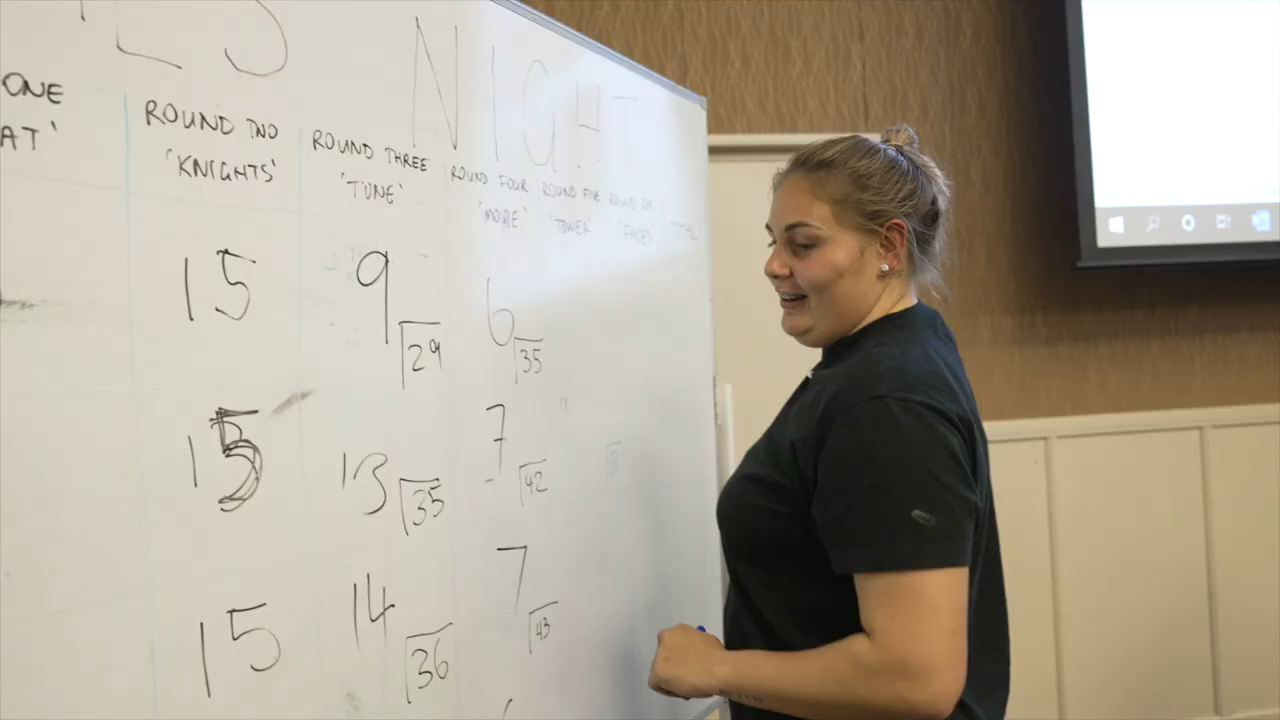 NIGHT
ONE
AT'
ROUND TWO
'KNIGHTS'
ROUND THREE
'TUNE'
ROUND FOUR
'MORE'
ROUND FIVE
'TOWER'
ROUND SIX
'FACES'
15 9 29 6 35
15 13 35 7 42
15 14 36 7 43